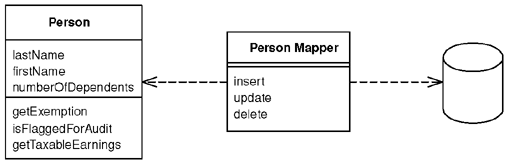 Person
lastName
firstName
numberOfDependents
getExemption
isFlaggedForAudit
getTaxableEarnings
Person Mapper
insert
update
delete